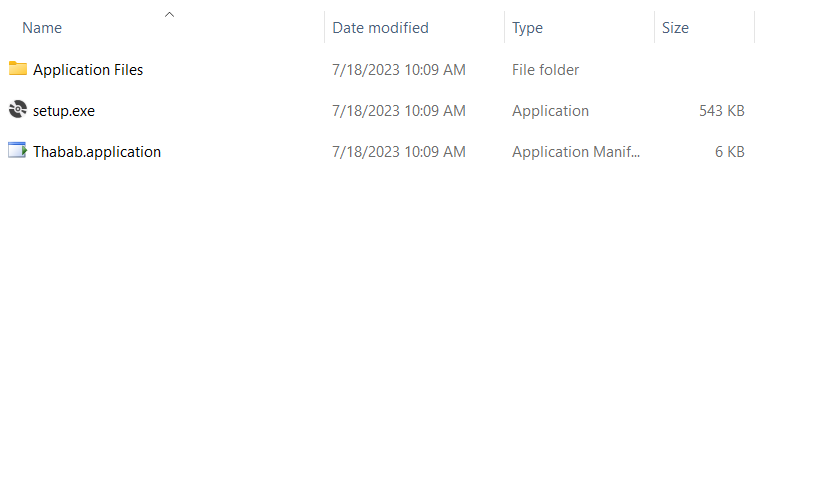 Name Date modified Type Size
Application Files 7/18/2023 10:09 AM File folder
setup.exe 7/18/2023 10:09 AM Application 543 KB
Thabab.application 7/18/2023 10:09 AM Application Manif... 6 KB